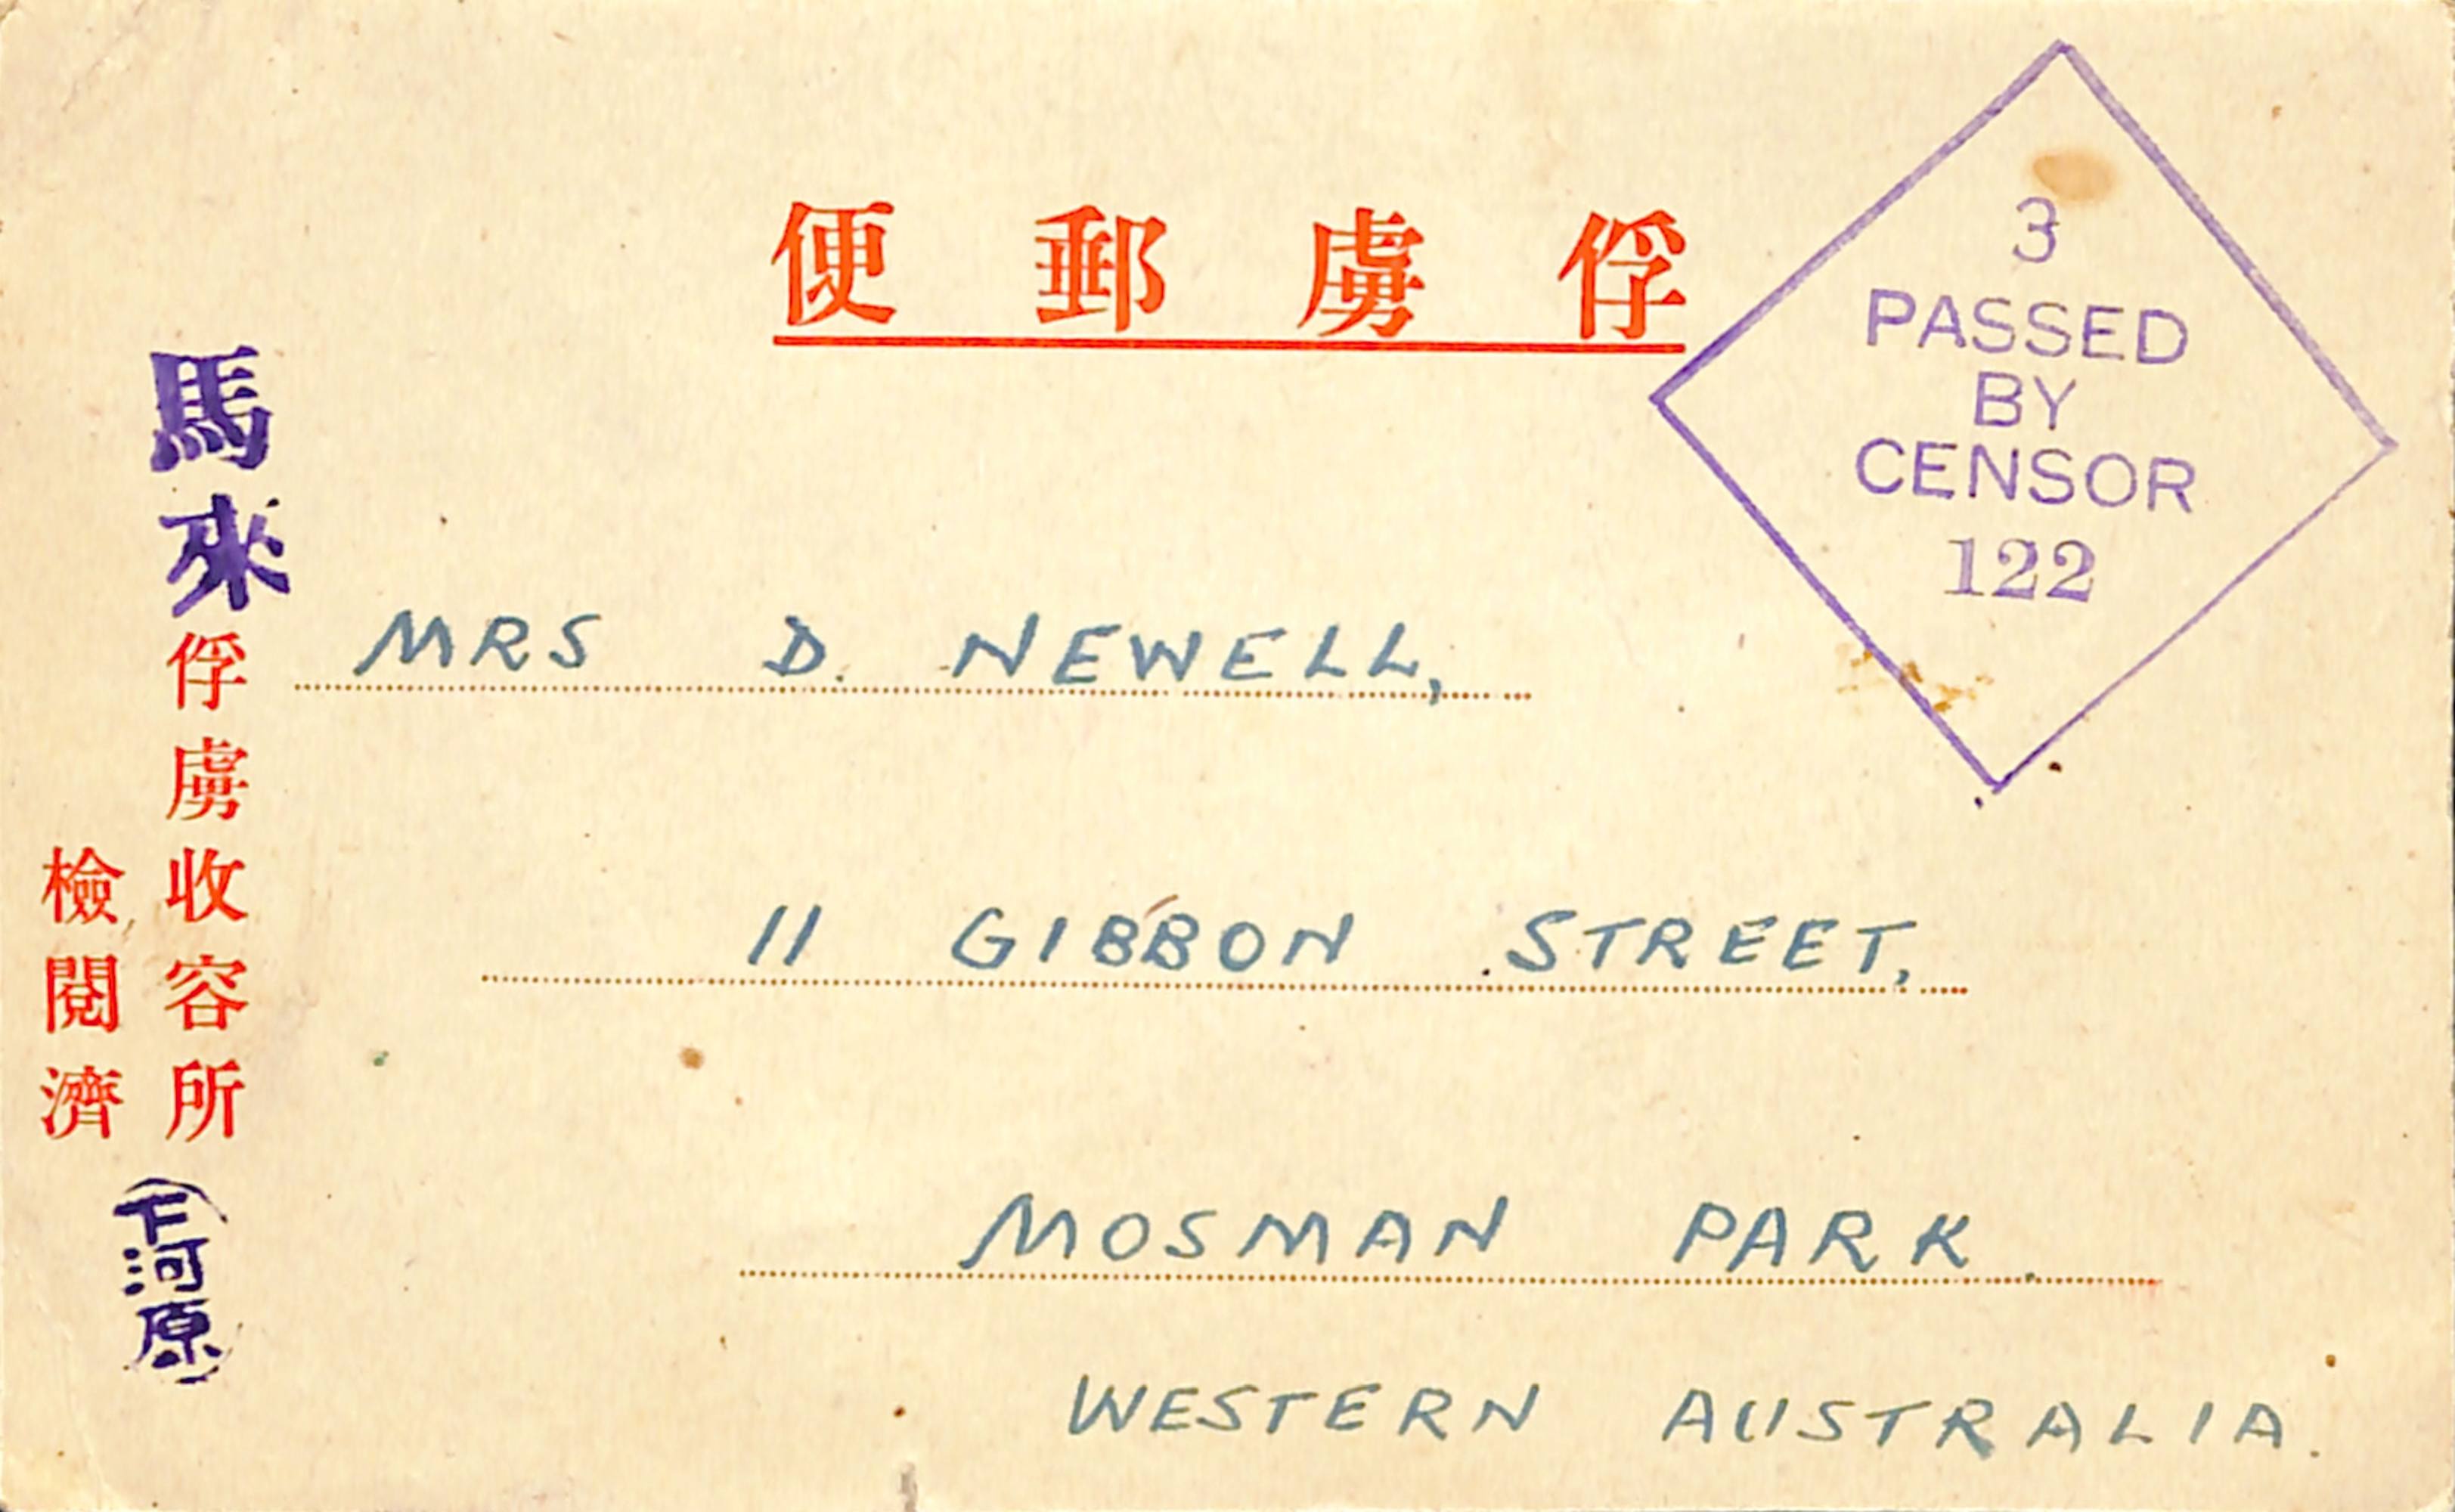 俘虜郵便
3
PASSED
BY
CENSOR
122
馬來俘虜收容所
檢閲濟
(下河原)
MRS D. NEWELL,
11 GIBBON STREET,
MOSMAN PARK.
WESTERN AUSTRALIA.